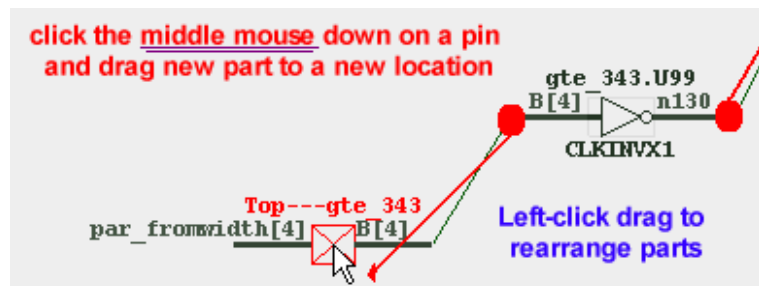 click the middle mouse down on a pin
and drag new part to a new location
gte_343.U99
B[4]
n130
CLKINVX1
Top---gte_343
par_fromwidth[4]
B[4]
Left-click drag to
rearrange parts